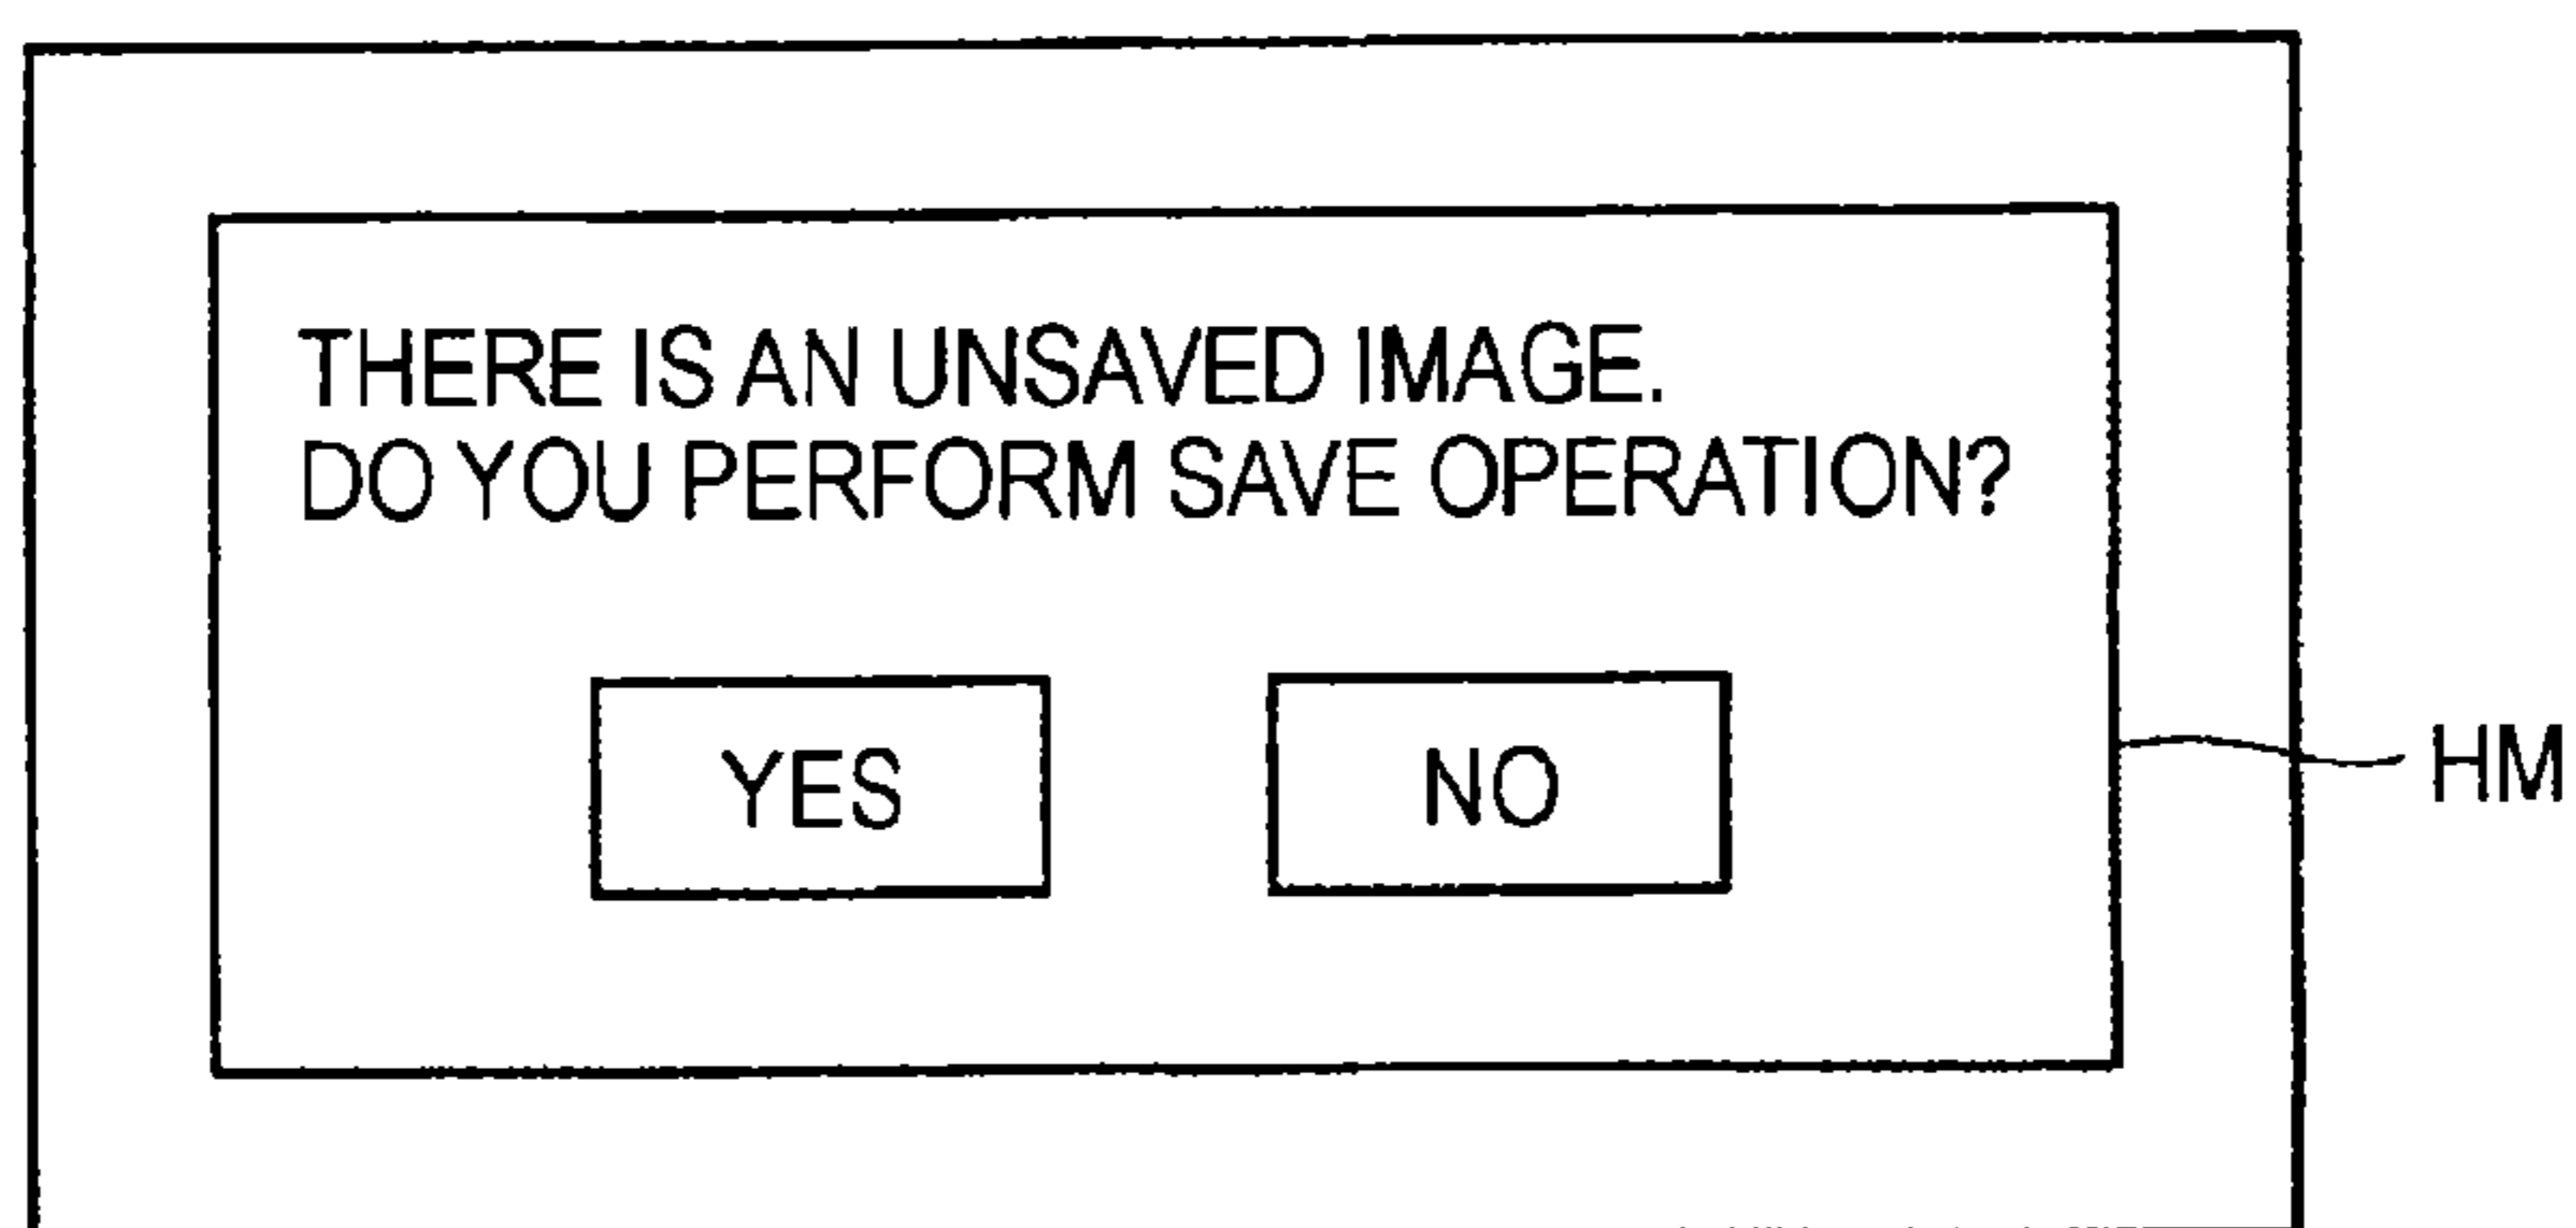 THERE IS AN UNSAVED IMAGE.
DO YOU PERFORM SAVE OPERATION?
YES NO
HM